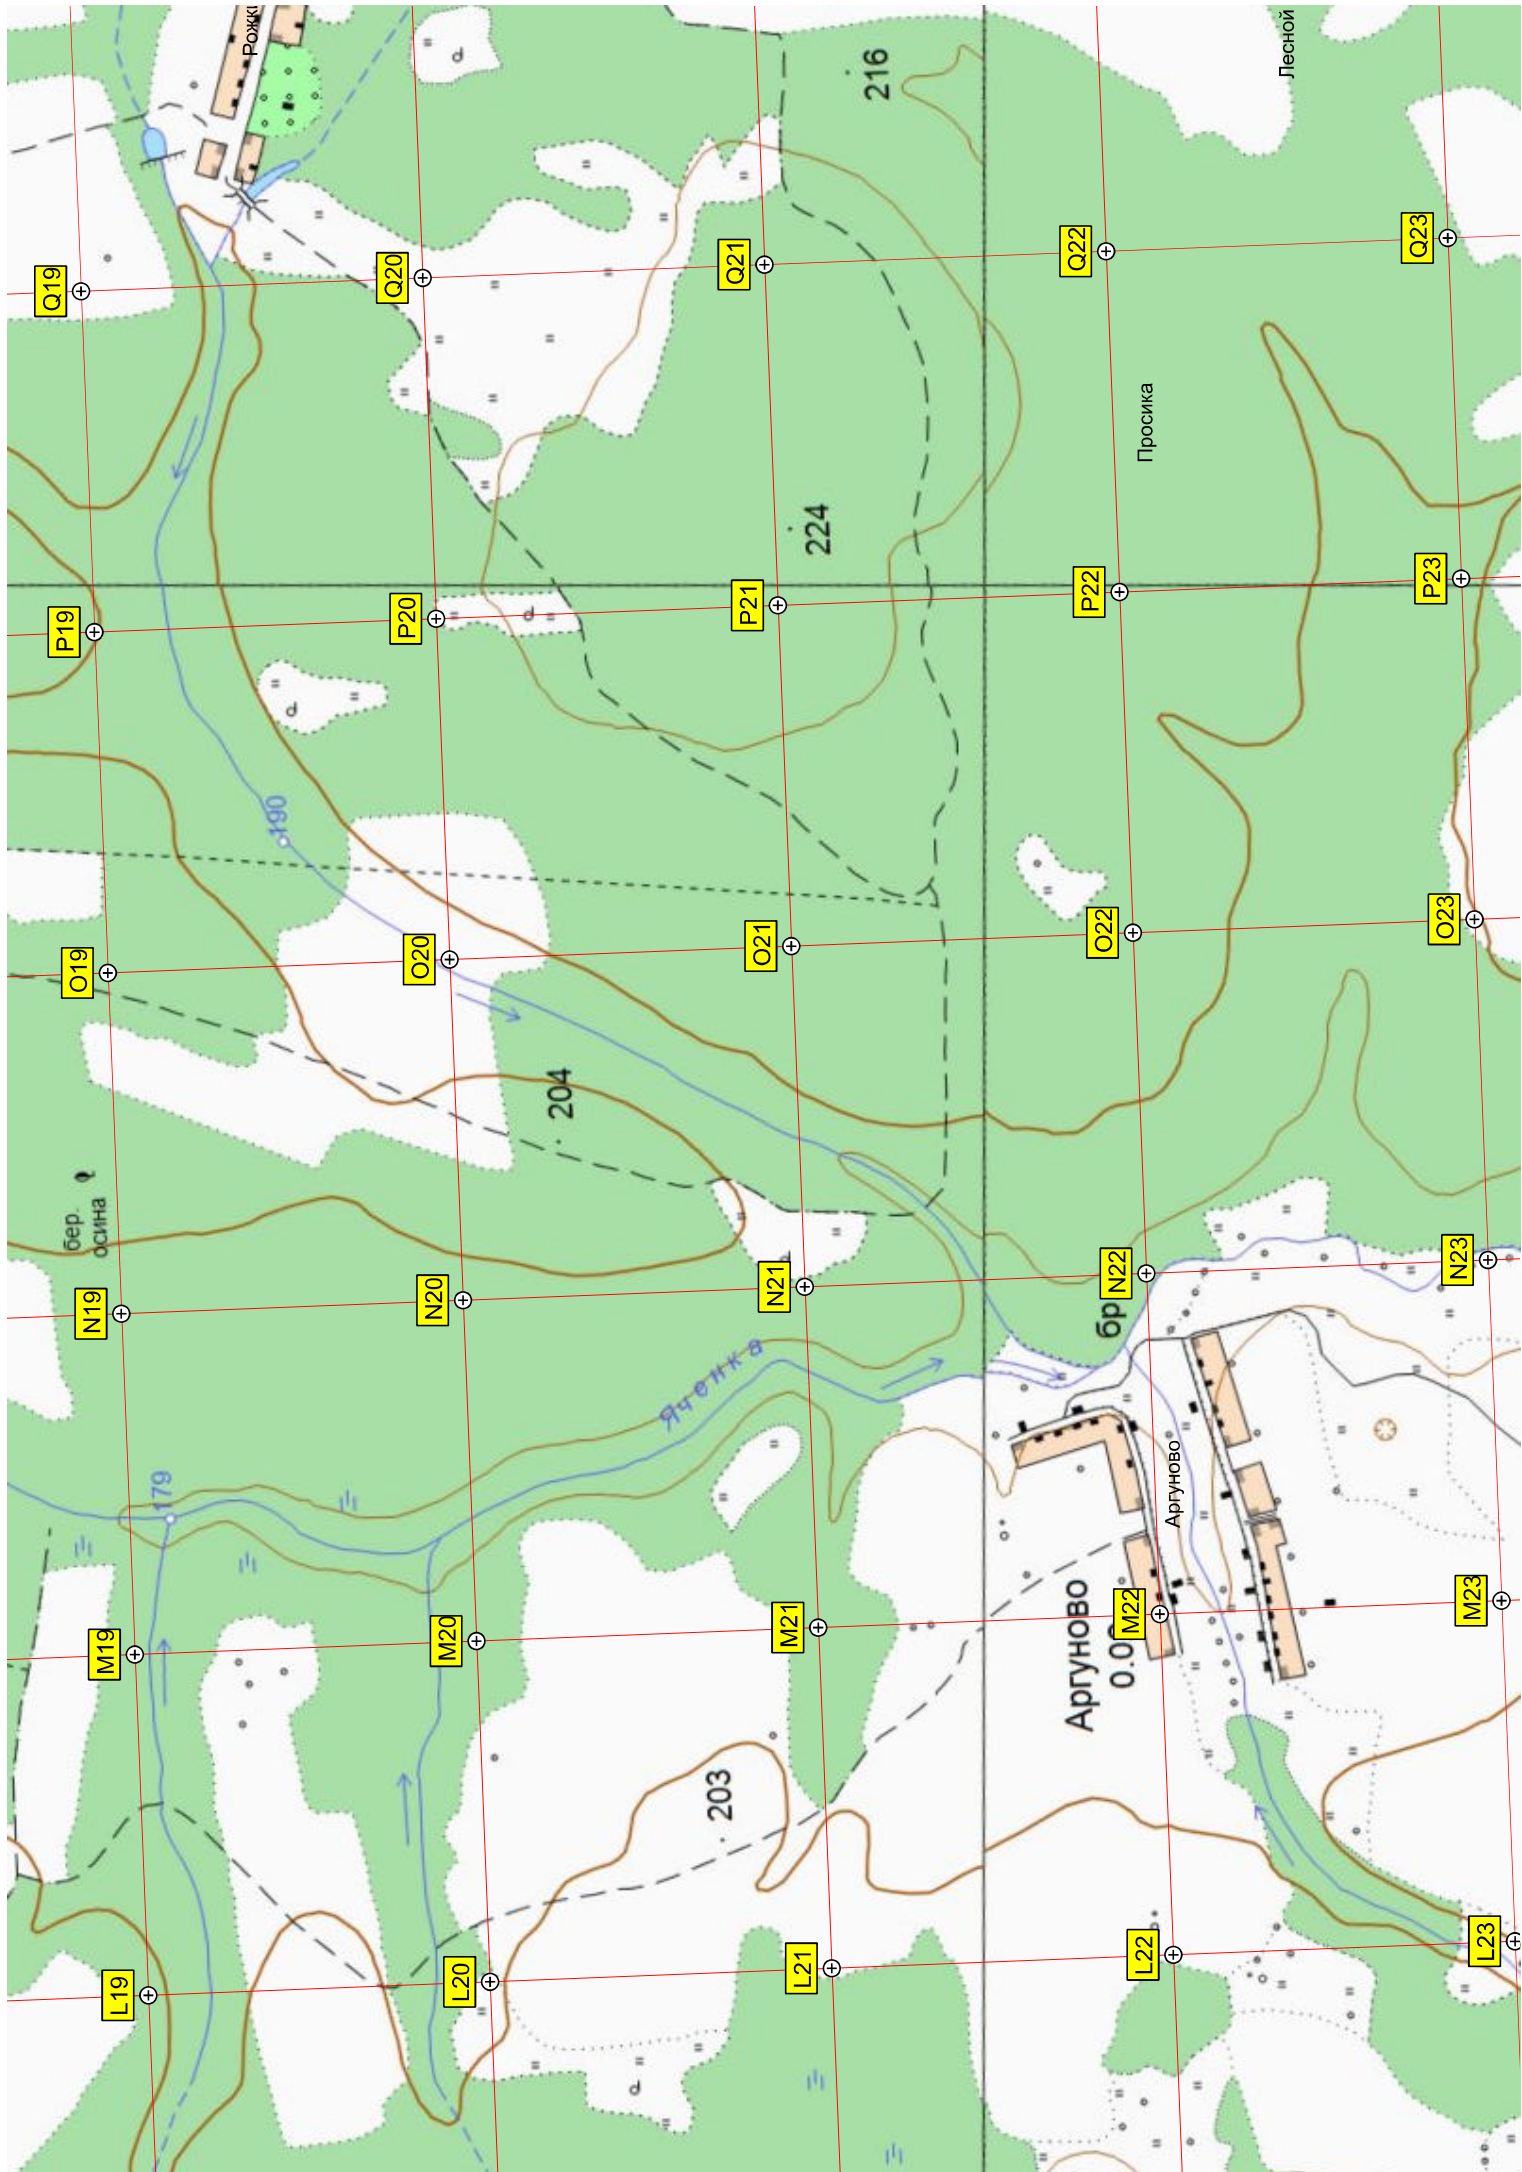 Q19
Q20
Q21
Q22
Q23
P19
P20
P21
P22
P23
O19
O20
O21
O22
O23
N19
N20
N21
N22
N23
M19
M20
M21
M22
M23
L19
L20
L21
L22
L23
216
Лесной
224
Просика
190
204
бер.
осина
Яченка
179
бр
Аргуново
Аргуново
203